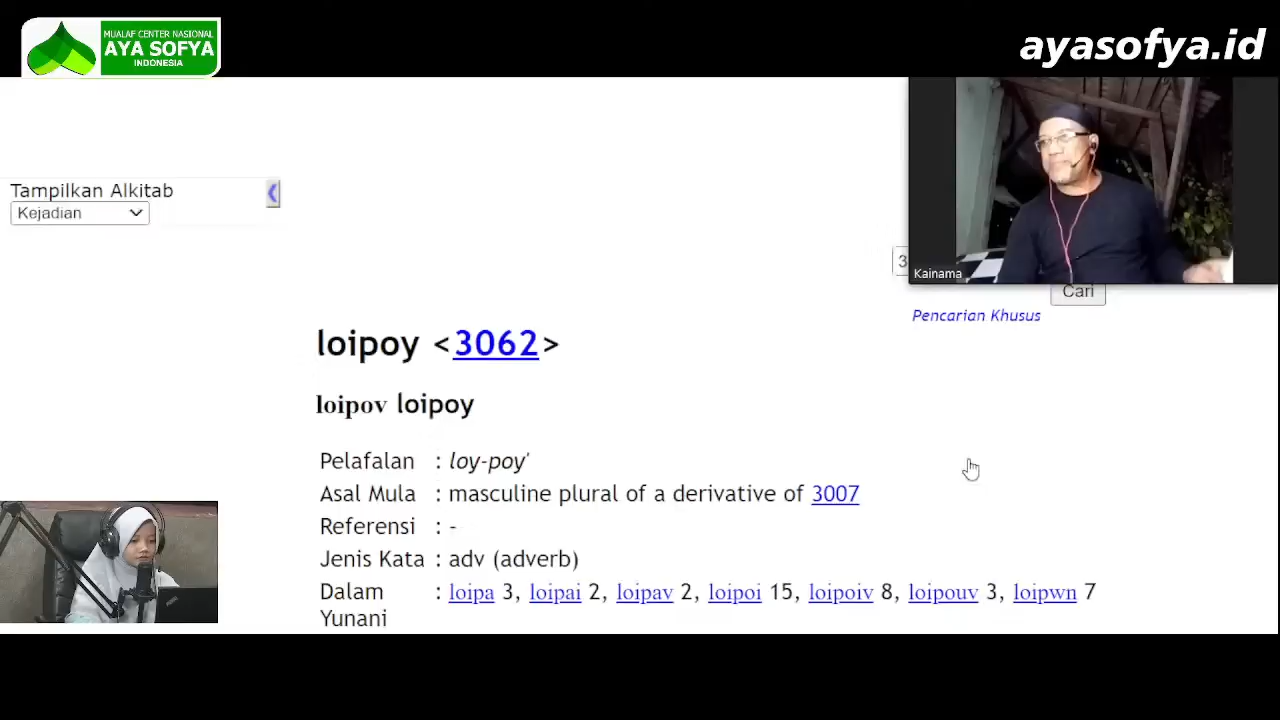 MUALAF CENTER NASIONAL
AYA SOFYA
INDONESIA
ayasofya.id
Tampilkan Alkitab
Kejadian
3
Kainama
Cari
Pencarian Khusus
loipoy <3062>
loipov loipoy
Pelafalan : loy-poy'
Asal Mula : masculine plural of a derivative of 3007
Referensi : -
Jenis Kata : adv (adverb)
Dalam : loipa 3, loipai 2, loipav 2, loipoi 15, loipoiv 8, loipouv 3, loipwn 7
Yunani